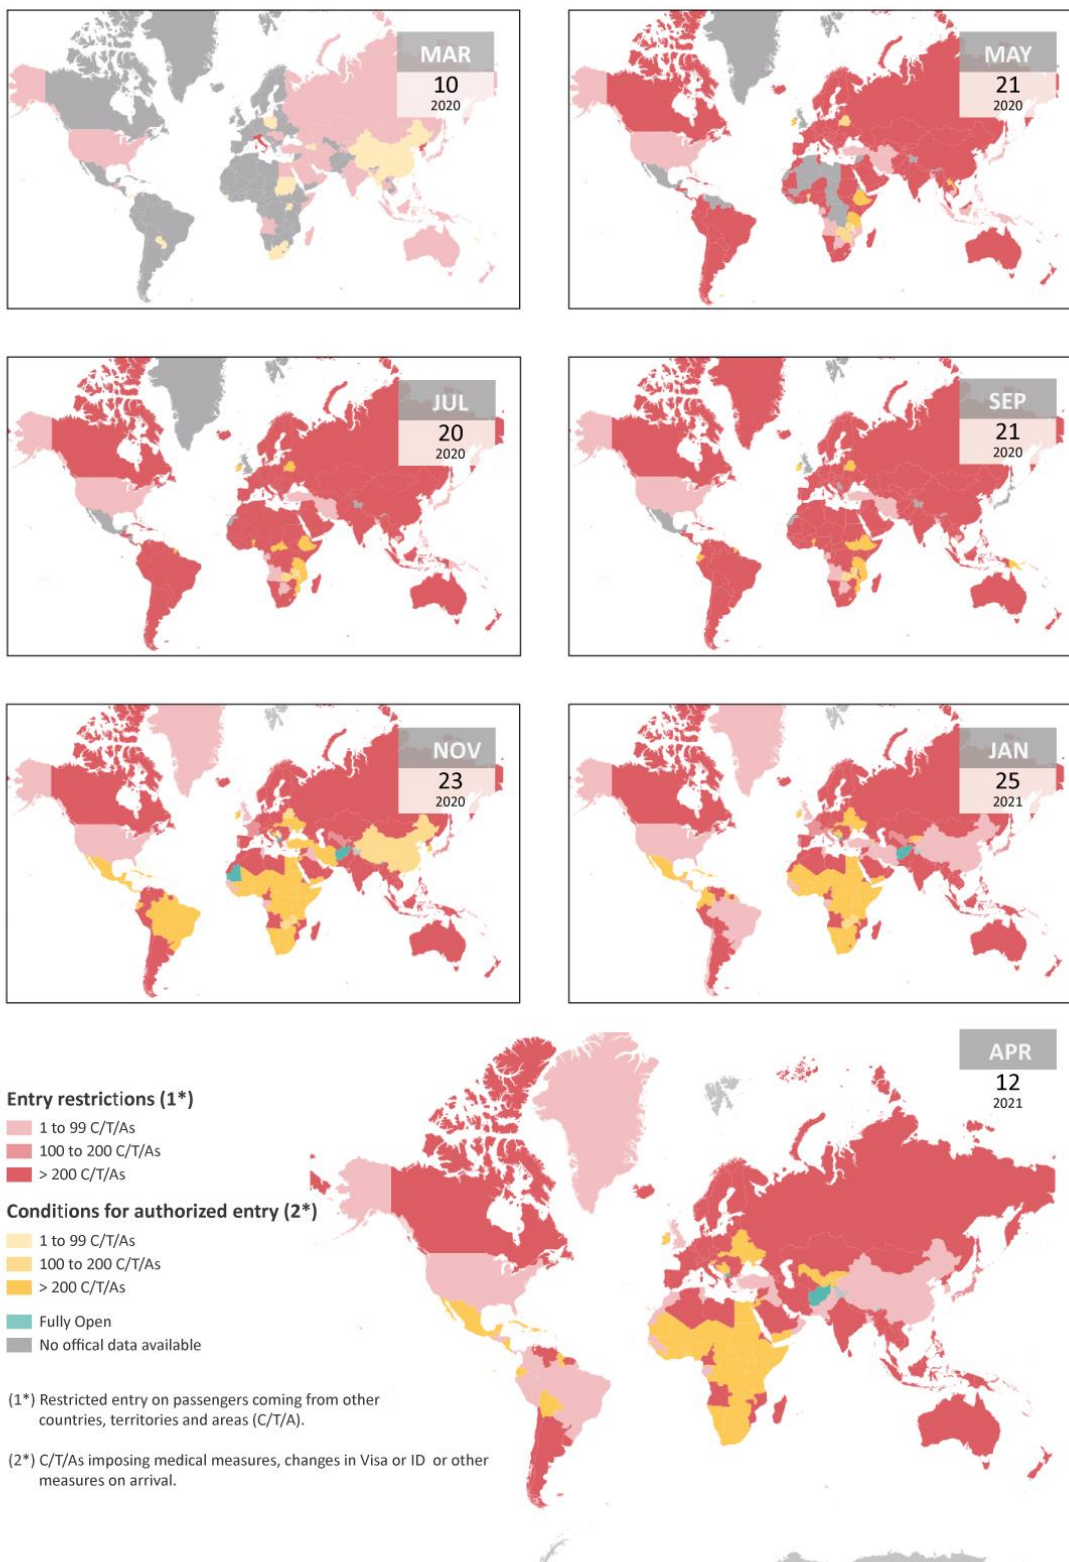 MAR
10
2020
MAY
21
2020
JUL
20
2020
SEP
21
2020
NOV
23
2020
JAN
25
2021
APR
12
2021
Entry restrictions (1*)
1 to 99 C/T/As
100 to 200 C/T/As
> 200 C/T/As
Conditions for authorized entry (2*)
1 to 99 C/T/As
100 to 200 C/T/As
> 200 C/T/As
Fully Open
No offical data available
(1*) Restricted entry on passengers coming from other
countries, territories and areas (C/T/A).
(2*) C/T/As imposing medical measures, changes in Visa or ID or other
measures on arrival.